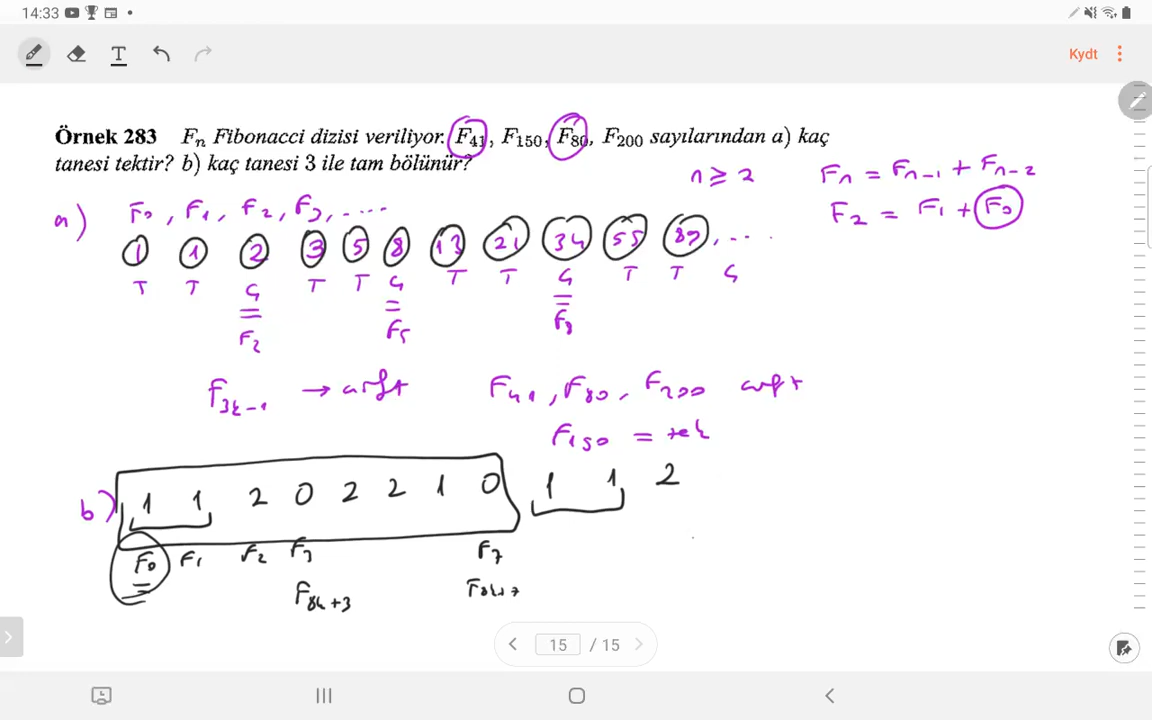 14:33
T
Kydt
Örnek 283 Fn Fibonacci dizisi veriliyor. F41, F150, F80, F200 sayılarından a) kaç
tanesi tektir? b) kaç tanesi 3 ile tam bölünür?
n ≥ 2 Fn = Fn-1 + Fn-2
F2 = F1 + F0
a) F0, F1, F2, F3, ....
1 1 2 3 5 8 13 21 34 55 89, ....
T T Ç T T Ç T T Ç T T Ç
F2 F5 F8
F3k-1 → çift F41, F80, F200 çift
F150 = tek
b) 1 1 2 0 2 2 1 0 1 1 2
F0 F1 F2 F3 F7
F8k+3 F8k+7
15 / 15